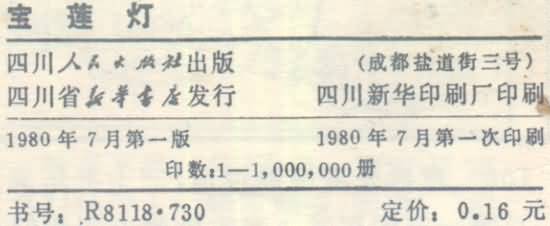 宝莲灯
四川人民出版社出版 (成都盐道街三号)
四川省新华书店发行 四川新华印刷厂印刷
1980年7月第一版 1980年7月第一次印刷
印数:1—1,000,000册
书号: R8118·730 定价: 0.16 元